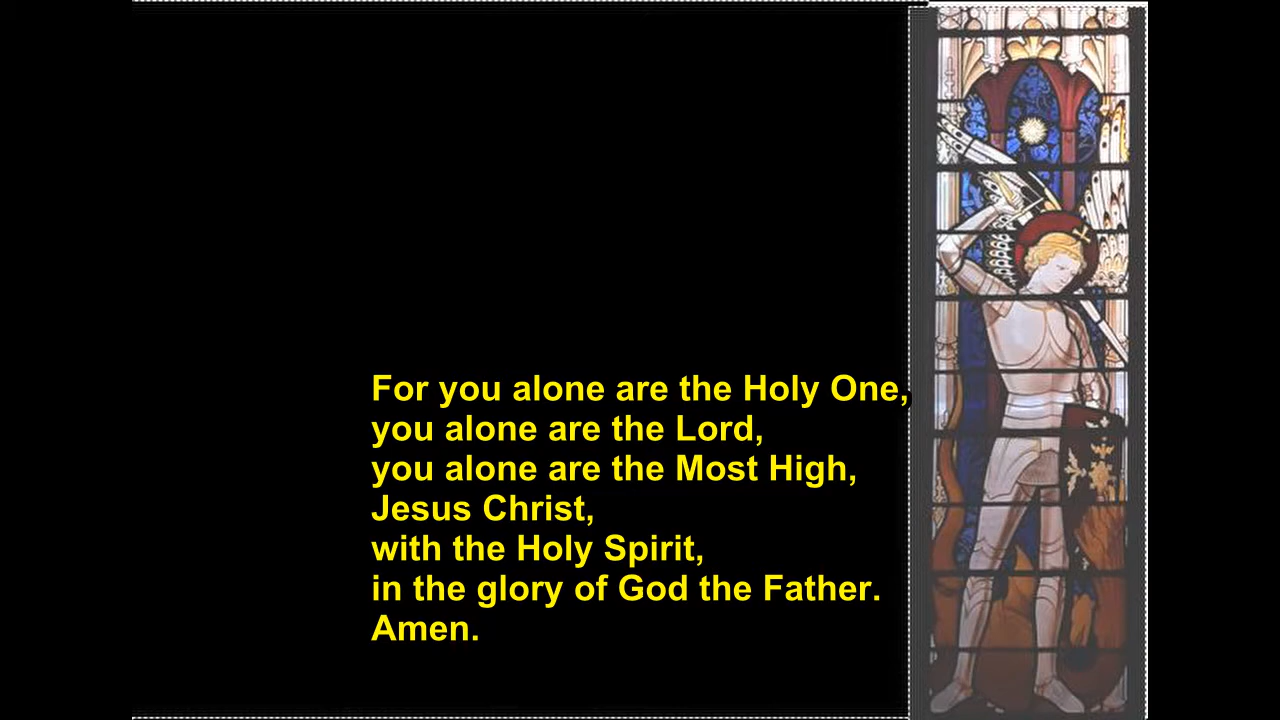 For you alone are the Holy One,
you alone are the Lord,
you alone are the Most High,
Jesus Christ,
with the Holy Spirit,
in the glory of God the Father.
Amen.